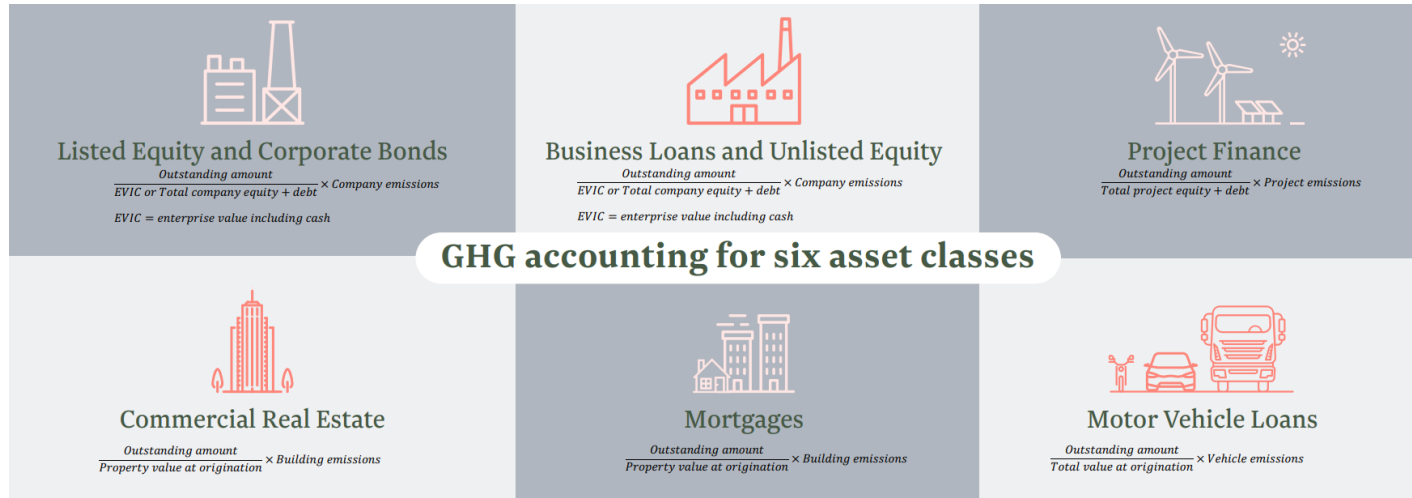 Listed Equity and Corporate Bonds
Outstanding amount
EVIC or Total company equity + debt × Company emissions
EVIC = enterprise value including cash
Business Loans and Unlisted Equity
Outstanding amount
EVIC or Total company equity + debt × Company emissions
EVIC = enterprise value including cash
Project Finance
Outstanding amount
Total project equity + debt × Project emissions
GHG accounting for six asset classes
Commercial Real Estate
Outstanding amount
Property value at origination × Building emissions
Mortgages
Outstanding amount
Property value at origination × Building emissions
Motor Vehicle Loans
Outstanding amount
Total value at origination × Vehicle emissions